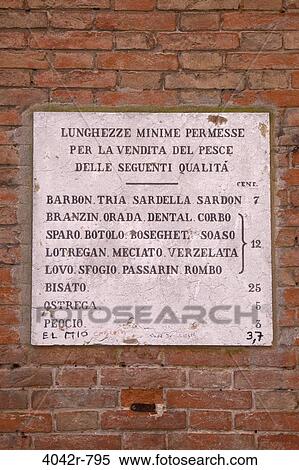 LUNGHEZZE MINIME PERMESSE
PER LA VENDITA DEL PESCE
DELLE SEGUENTI QUALITÁ
CENT.
BARBON. TRIA. SARDELLA SARDON 7
BRANZIN. ORADA. DENTAL. CORBO
SPARO. BOTOLO. BOSEGHET. SOASO
12
LOTREGAN. MECIATO. VERZELATA
LOVO. SFOGIO. PASSARIN. ROMBO
BISATO 25
OSTREGA 5
FOTOSEARCH
PEOCIO 3
EL MIO 3,7
4042r-795 www.fotosearch.com